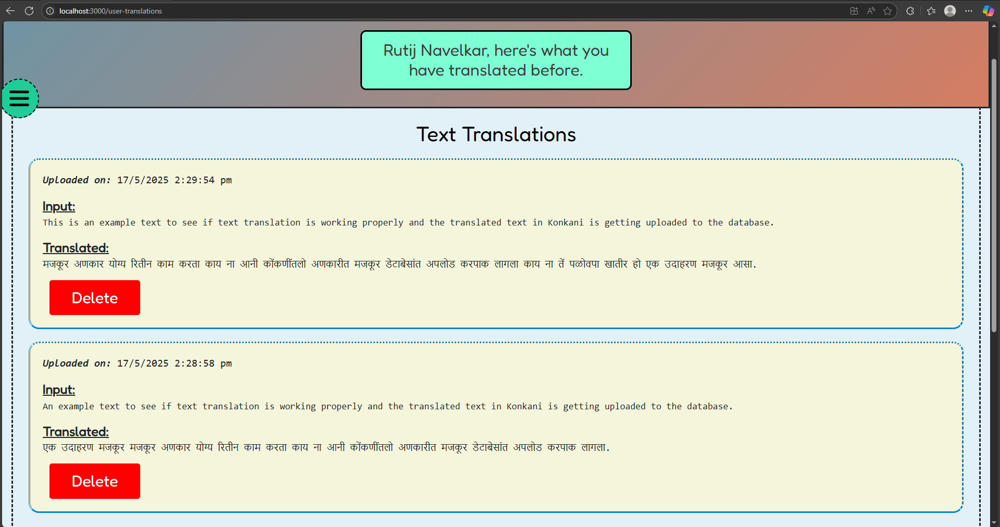 localhost:3000/user-translations
Rutij Navelkar, here's what you
have translated before.
Text Translations
Uploaded on: 17/5/2025 2:29:54 pm
Input:
This is an example text to see if text translation is working properly and the translated text in Konkani is getting uploaded to the database.
Translated:
मजकूर अणकार योग्य रितीन काम करता काय ना आनी कोंकणींतलो अणकारीत मजकूर डेटाबेसांत अपलोड करपाक लागला काय ना तें पळोवपा खातीर हो एक उदाहरण मजकूर आसा.
Delete
Uploaded on: 17/5/2025 2:28:58 pm
Input:
An example text to see if text translation is working properly and the translated text in Konkani is getting uploaded to the database.
Translated:
एक उदाहरण मजकूर मजकूर अणकार योग्य रितीन काम करता काय ना आनी कोंकणींतलो अणकारीत मजकूर डेटाबेसांत अपलोड करपाक लागला.
Delete